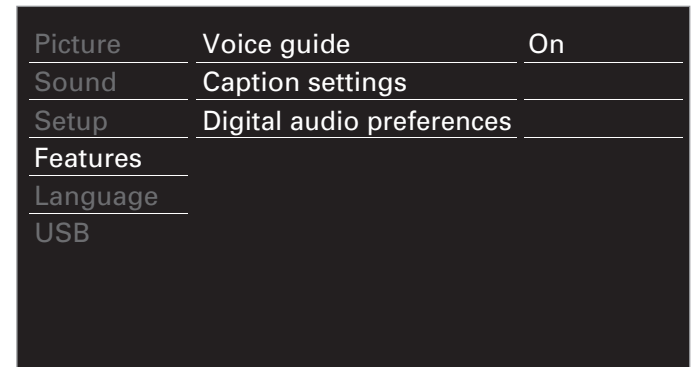 Picture Voice guide On
Sound Caption settings
Setup Digital audio preferences
Features
Language
USB